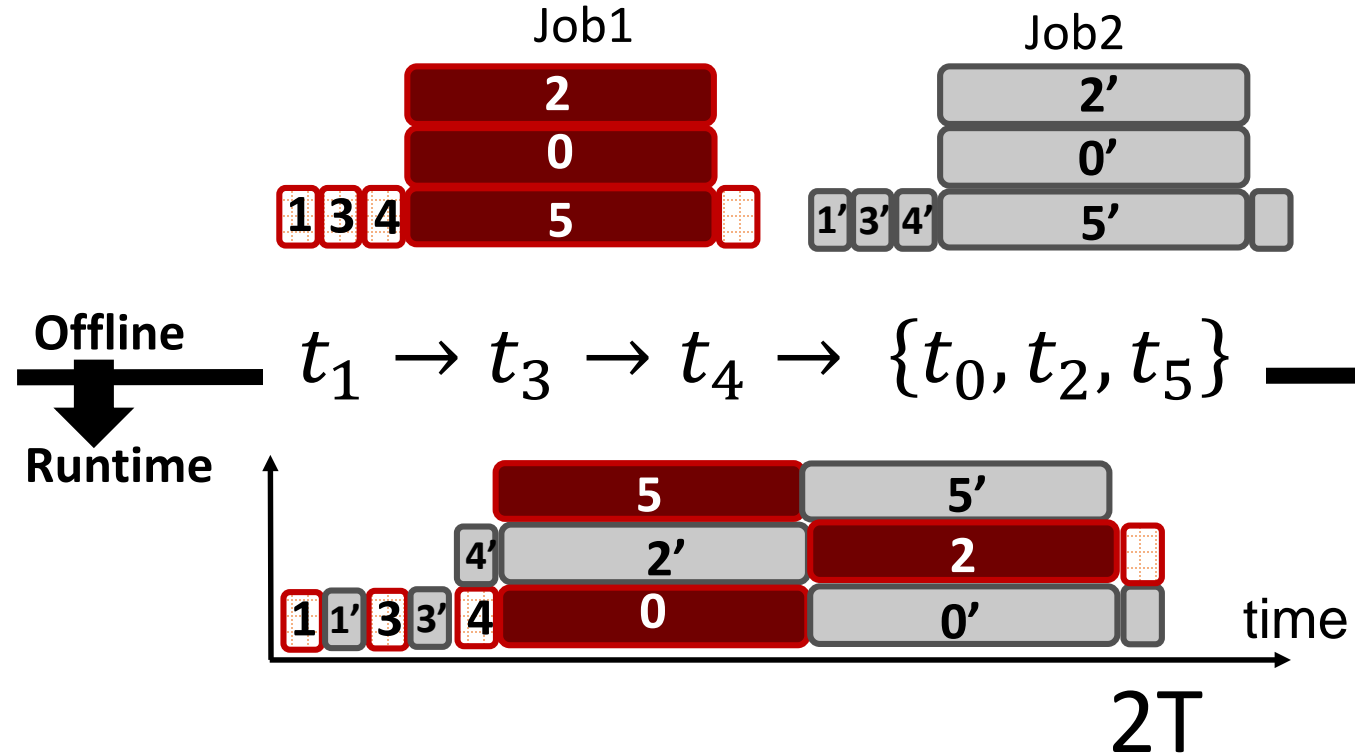 Job1
Job2
2
2’
0
0’
1 3 4 5
1’ 3’ 4’ 5’
Offline
t₁ → t₃ → t₄ → {t₀, t₂, t₅}
Runtime
5 5’
4’ 2’ 2
1 1’ 3 3’ 4 0 0’
time
2T